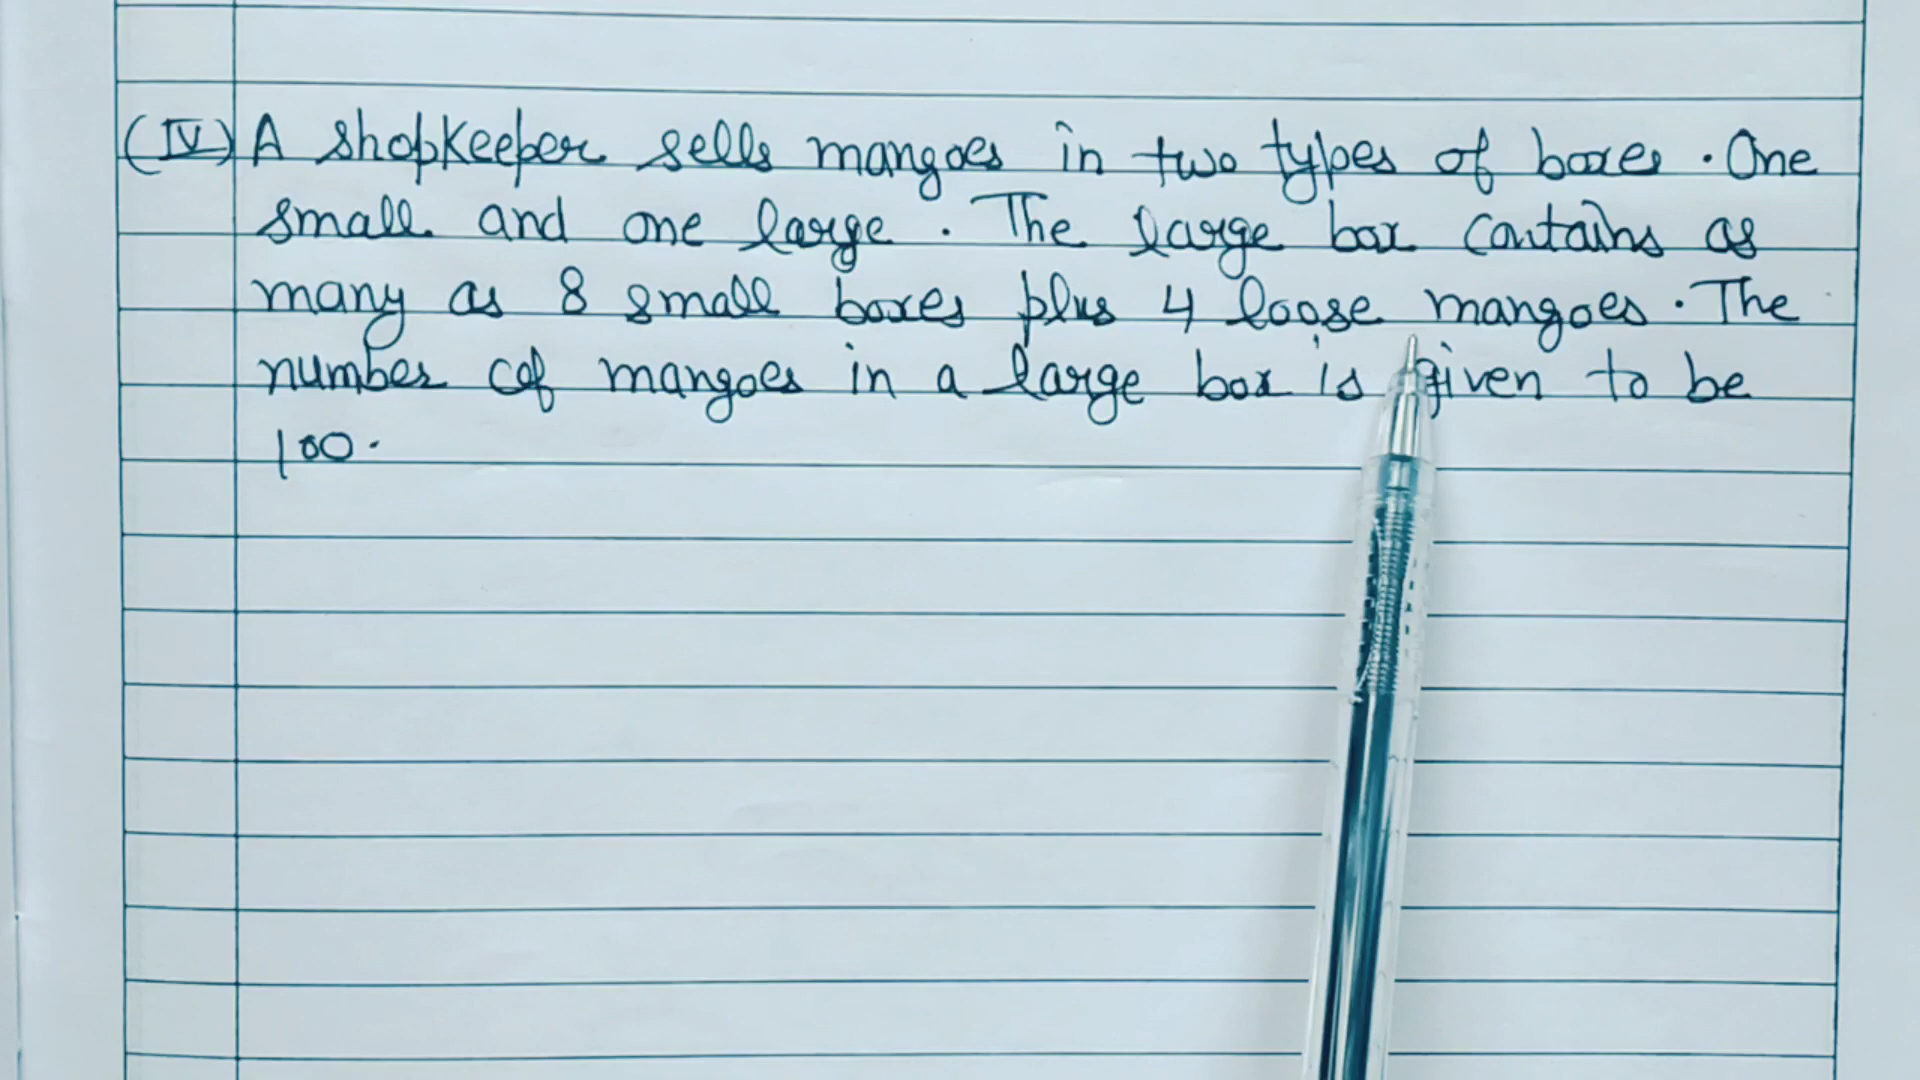 (IV) A shopkeeper sells mangoes in two types of boxes. One
small and one large. The large box contains as
many as 8 small boxes plus 4 loose mangoes. The
number of mangoes in a large box is given to be
100.